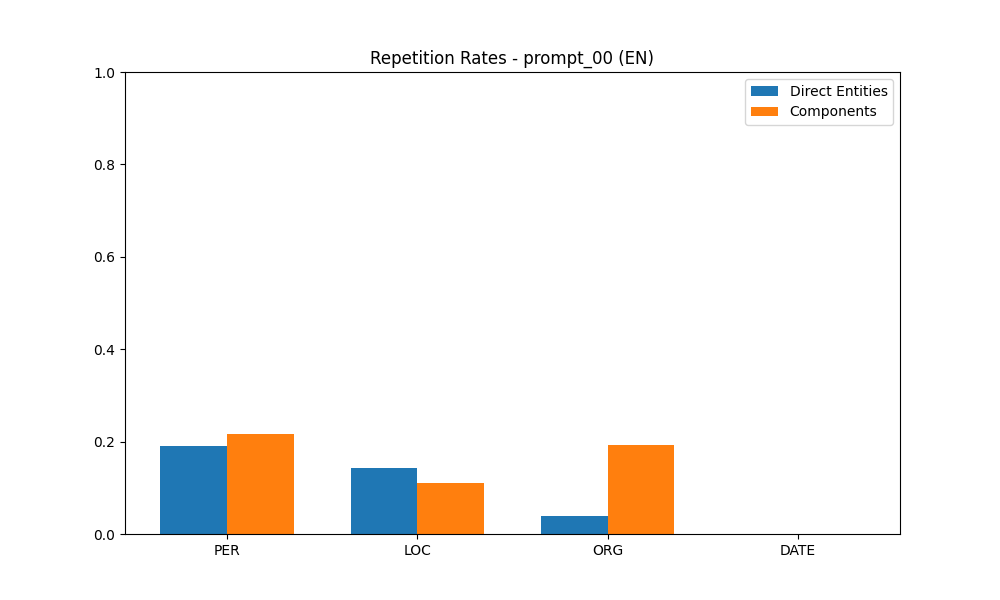 Repetition Rates - prompt_00 (EN)
1.0
0.8
0.6
0.4
0.2
0.0
Direct Entities
Components
PER LOC ORG DATE